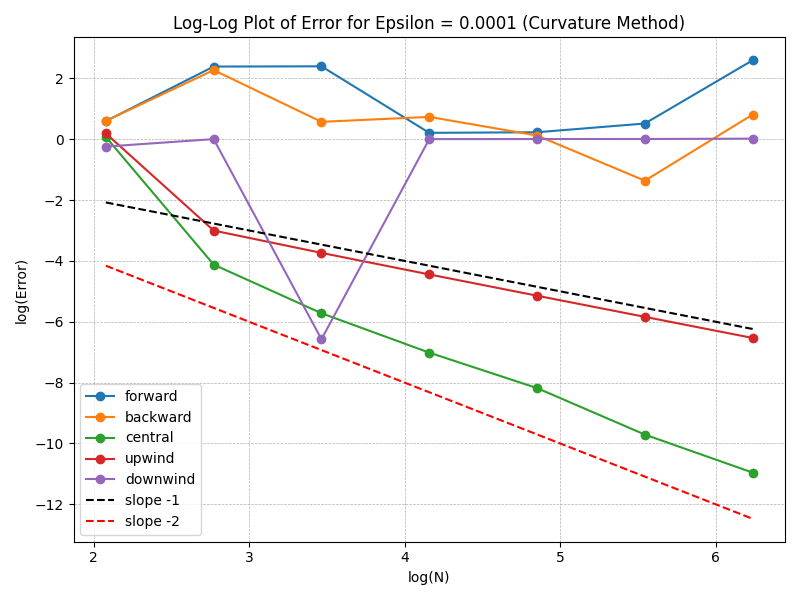 Log-Log Plot of Error for Epsilon = 0.0001 (Curvature Method)
log(Error)
2
0
−2
−4
−6
−8
−10
−12
forward
backward
central
upwind
downwind
slope -1
slope -2
2
3
4
5
6
log(N)